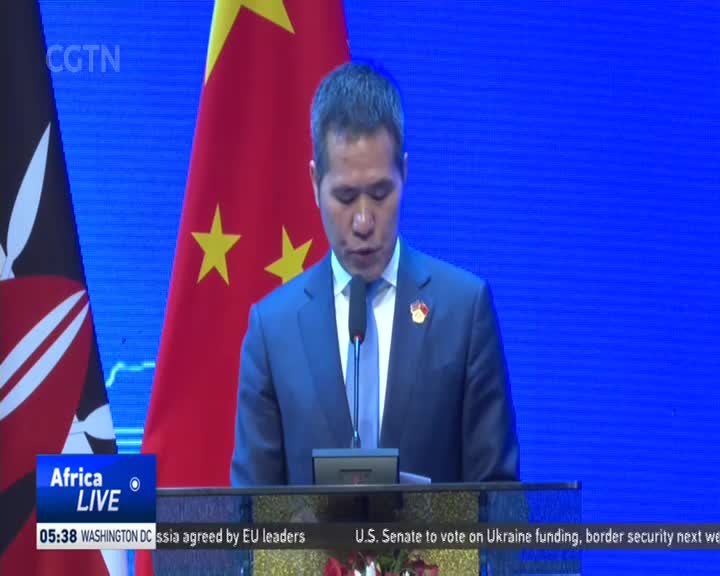 CGTN
Africa
LIVE
05:38 WASHINGTON DC ssia agreed by EU leaders U.S. Senate to vote on Ukraine funding, border security next we